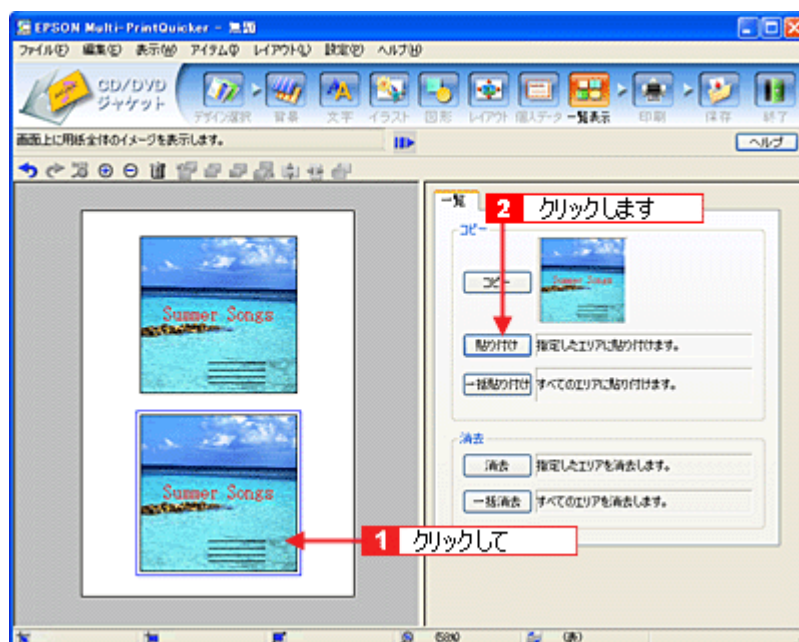 EPSON Multi-PrintQuicker - 無題
ファイル(F) 編集(E) 表示(W) アイテム(I) レイアウト(L) 設定(P) ヘルプ(H)
CD/DVD
ジャケット
デザイン選択 背景 文字 イラスト 図形 レイアウト 個人データ 一覧表示 印刷 保存 終了
画面上に用紙全体のイメージを表示します。
ヘルプ
一覧
2 クリックします
コピー
コピー
Summer Songs
Summer Songs
貼り付け 指定したエリアに貼り付けます。
一括貼り付け すべてのエリアに貼り付けます。
消去
消去 指定したエリアを消去します。
Summer Songs
一括消去 すべてのエリアを消去します。
1 クリックして
(58%) (表)